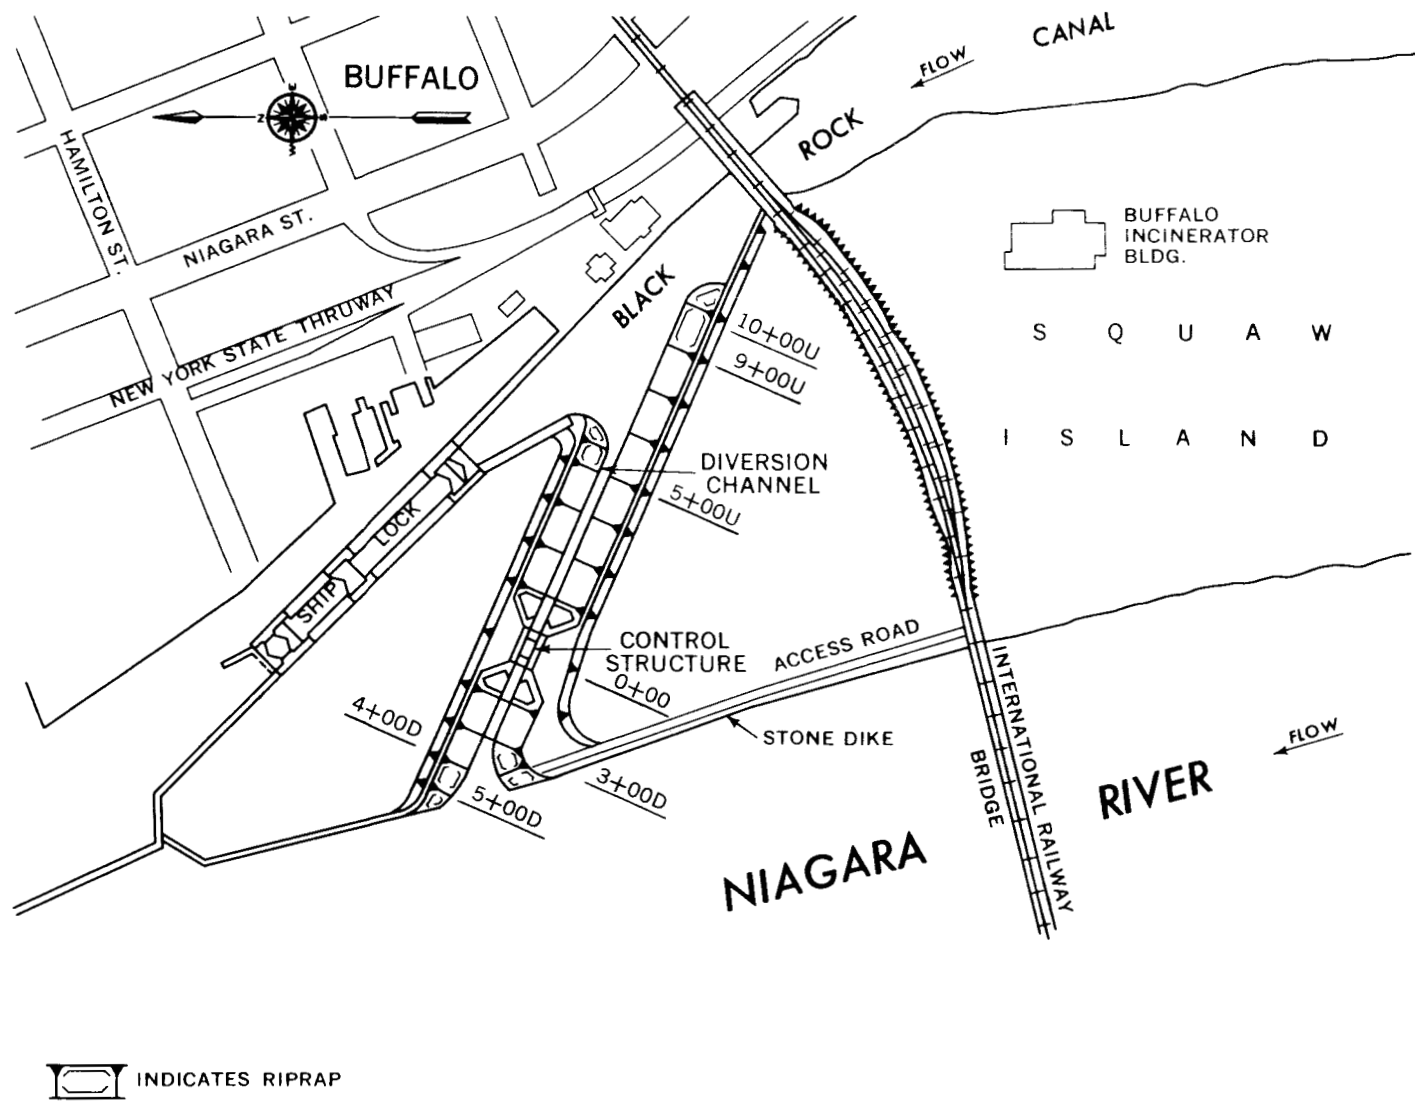 CANAL
FLOW
BUFFALO
E
N
S
W
ROCK
HAMILTON ST.
NIAGARA ST.
BUFFALO
INCINERATOR
BLDG.
BLACK
NEW YORK STATE THRUWAY
10+00U
9+00U
S Q U A W
I S L A N D
DIVERSION
CHANNEL
5+00U
LOCK
SHIP
CONTROL
STRUCTURE
ACCESS ROAD
0+00
4+00D
STONE DIKE
INTERNATIONAL RAILWAY
BRIDGE
FLOW
3+00D
5+00D
RIVER
NIAGARA
INDICATES RIPRAP